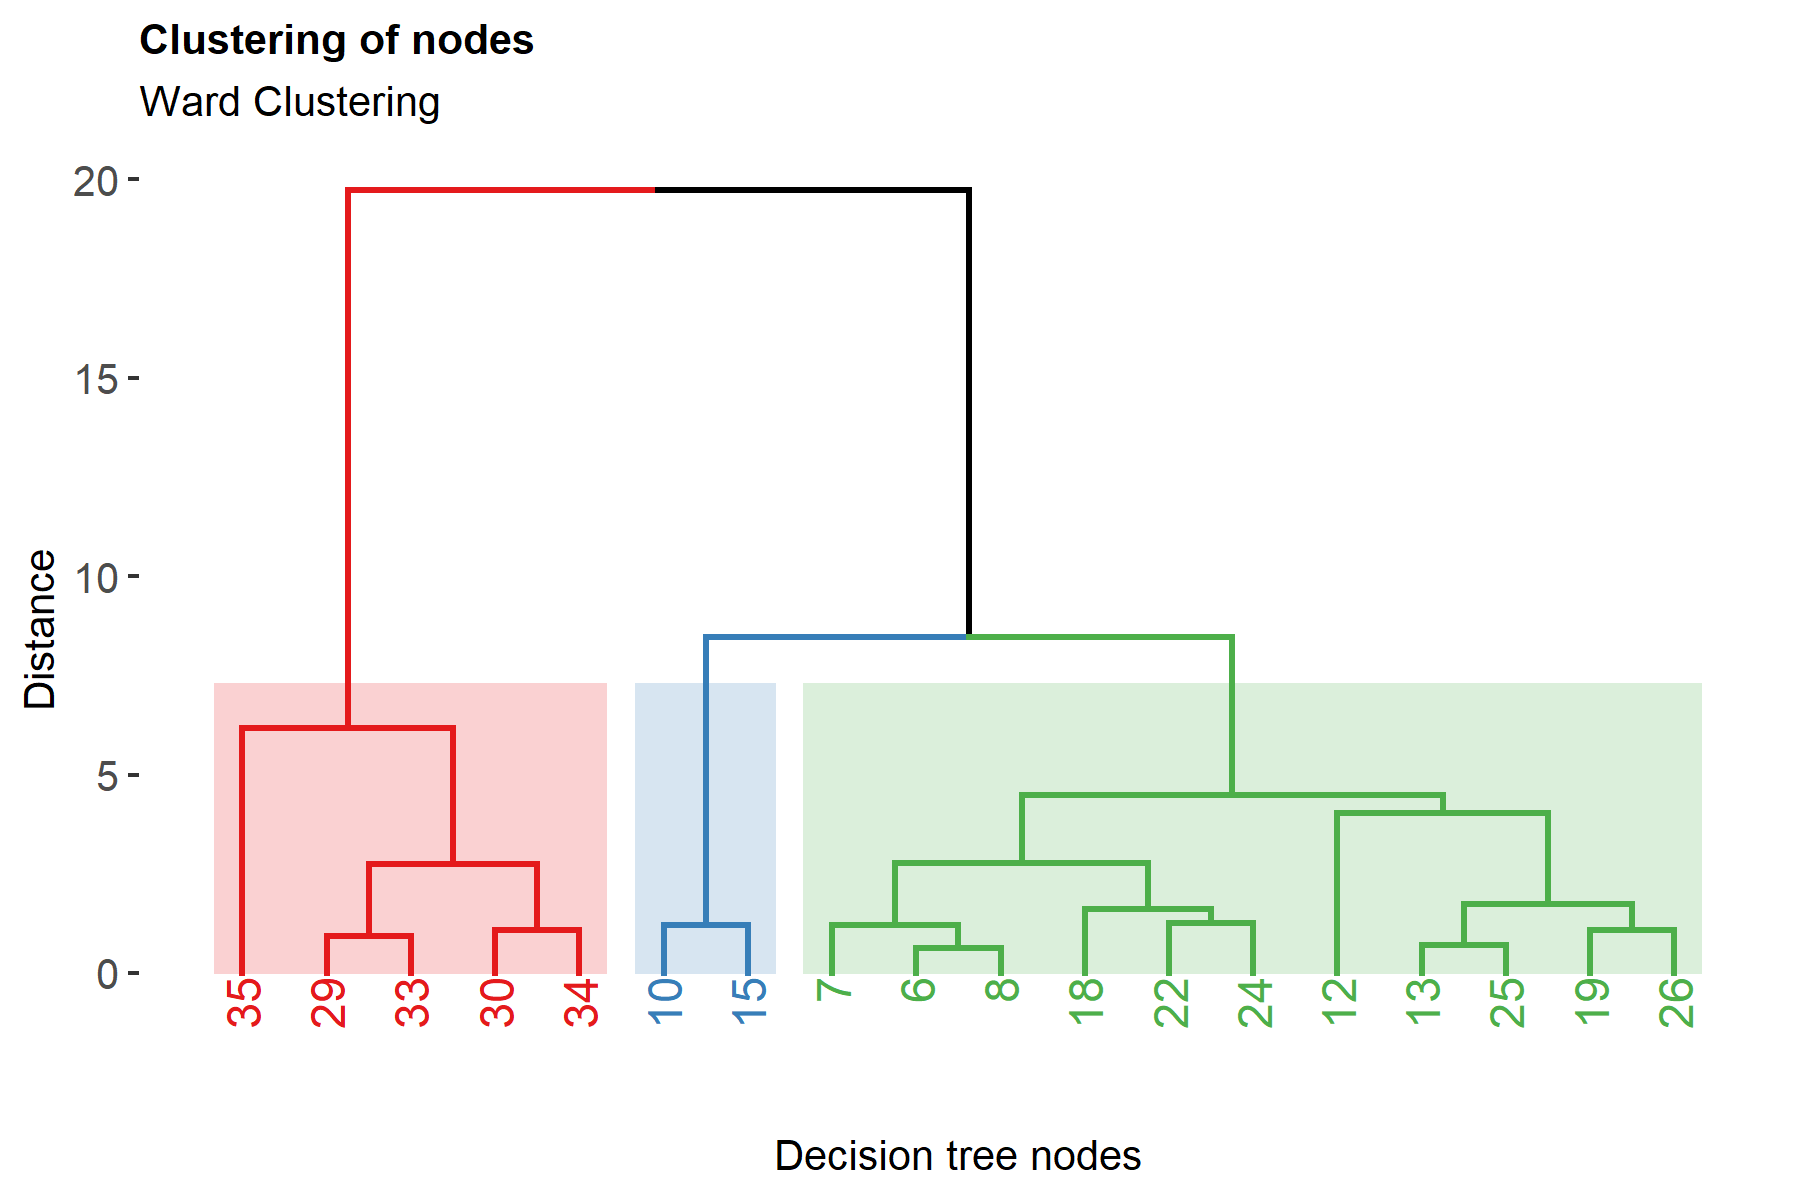 Clustering of nodes
Ward Clustering
20
15
10
5
0
Distance
35 29 33 30 34 10 15 7 6 8 18 22 24 12 13 25 19 26
Decision tree nodes